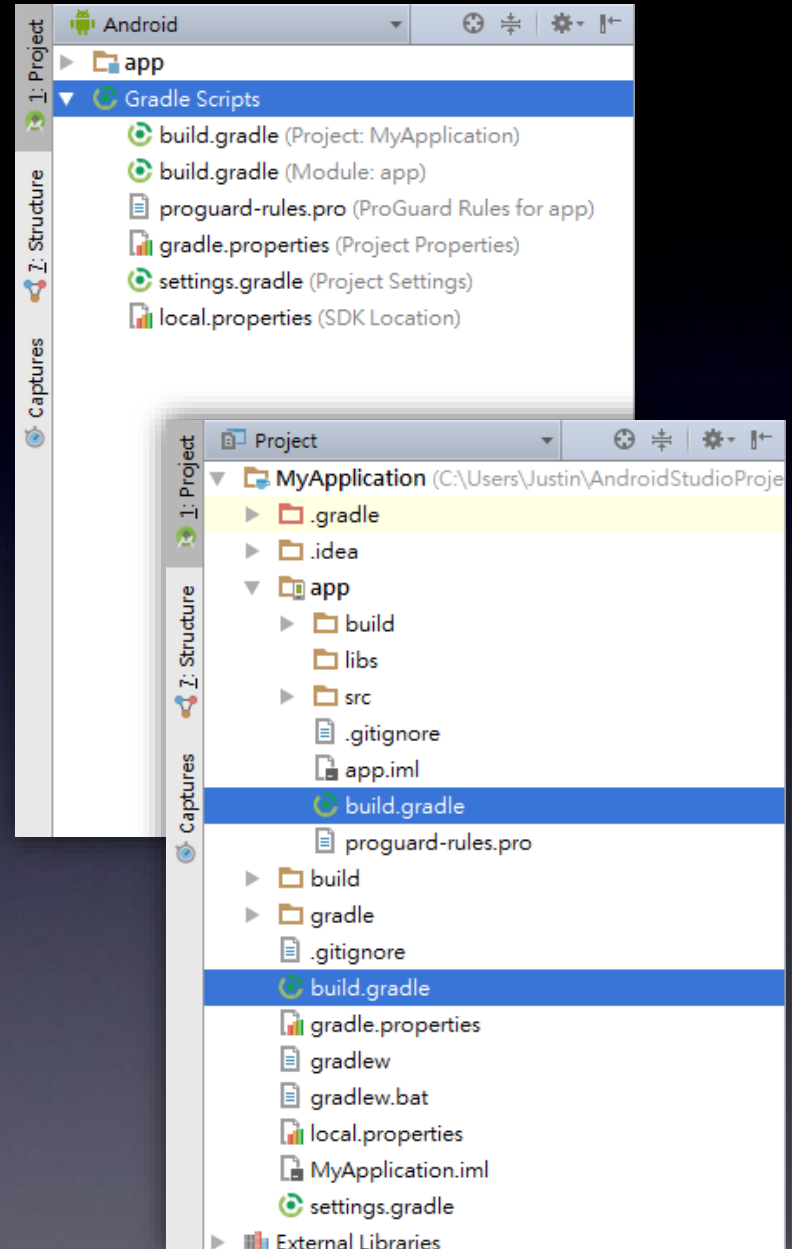 Android
1: Project
7: Structure
Captures
app
Gradle Scripts
build.gradle (Project: MyApplication)
build.gradle (Module: app)
proguard-rules.pro (ProGuard Rules for app)
gradle.properties (Project Properties)
settings.gradle (Project Settings)
local.properties (SDK Location)
Project
1: Project
7: Structure
Captures
MyApplication (C:\Users\Justin\AndroidStudioProje
.gradle
.idea
app
build
libs
src
.gitignore
app.iml
build.gradle
proguard-rules.pro
build
gradle
.gitignore
build.gradle
gradle.properties
gradlew
gradlew.bat
local.properties
MyApplication.iml
settings.gradle
External Libraries